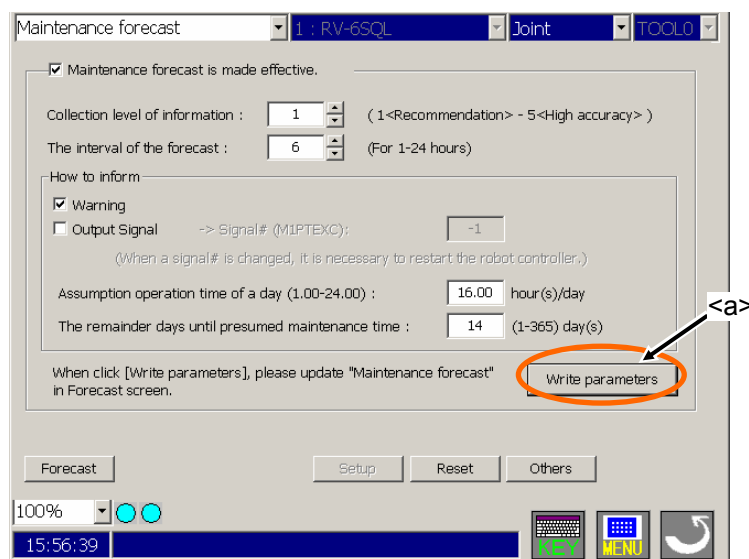 Maintenance forecast 1 : RV-6SQL Joint TOOL0
Maintenance forecast is made effective.
Collection level of information : 1 ( 1<Recommendation> - 5<High accuracy> )
The interval of the forecast : 6 (For 1-24 hours)
How to inform
Warning
Output Signal -> Signal# (M1PTEXC): -1
(When a signal# is changed, it is necessary to restart the robot controller.)
Assumption operation time of a day (1.00-24.00) : 16.00 hour(s)/day
<a>
The remainder days until presumed maintenance time : 14 (1-365) day(s)
When click [Write parameters], please update "Maintenance forecast"
in Forecast screen.
Write parameters
Forecast Setup Reset Others
100%
15:56:39
KEY MENU